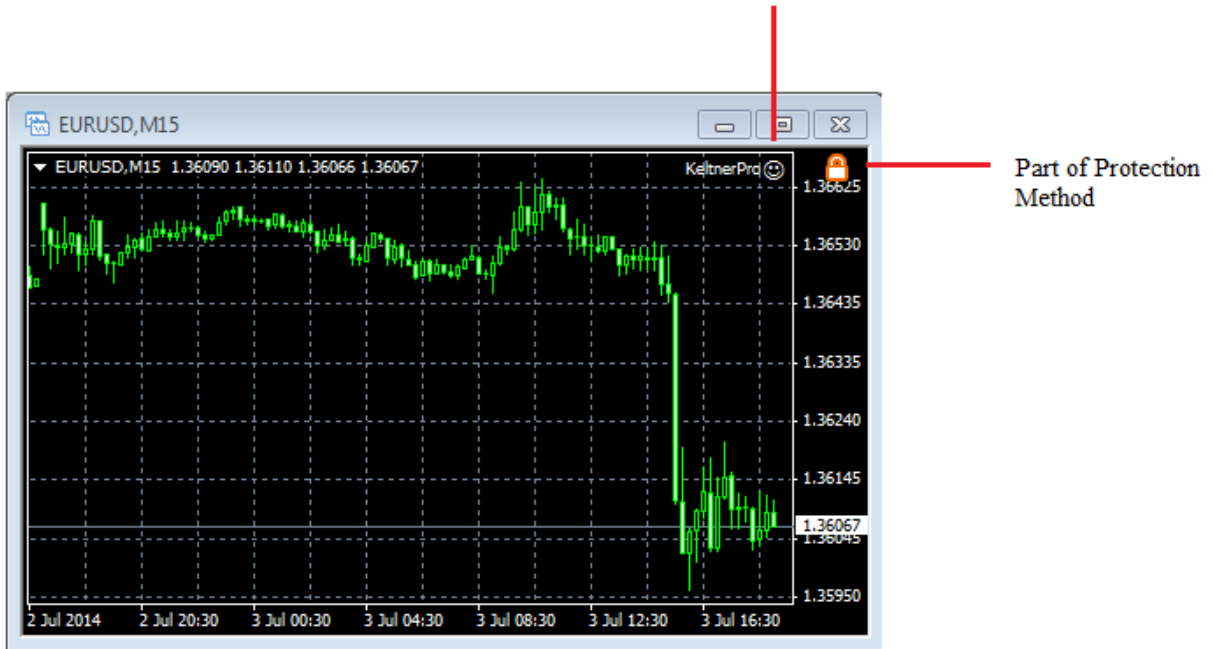 EURUSD,M15
EURUSD,M15 1.36090 1.36110 1.36066 1.36067
KeltnerPro
Part of Protection
Method
1.36625
1.36530
1.36435
1.36335
1.36240
1.36145
1.36067
1.36045
1.35950
2 Jul 2014 2 Jul 20:30 3 Jul 00:30 3 Jul 04:30 3 Jul 08:30 3 Jul 12:30 3 Jul 16:30